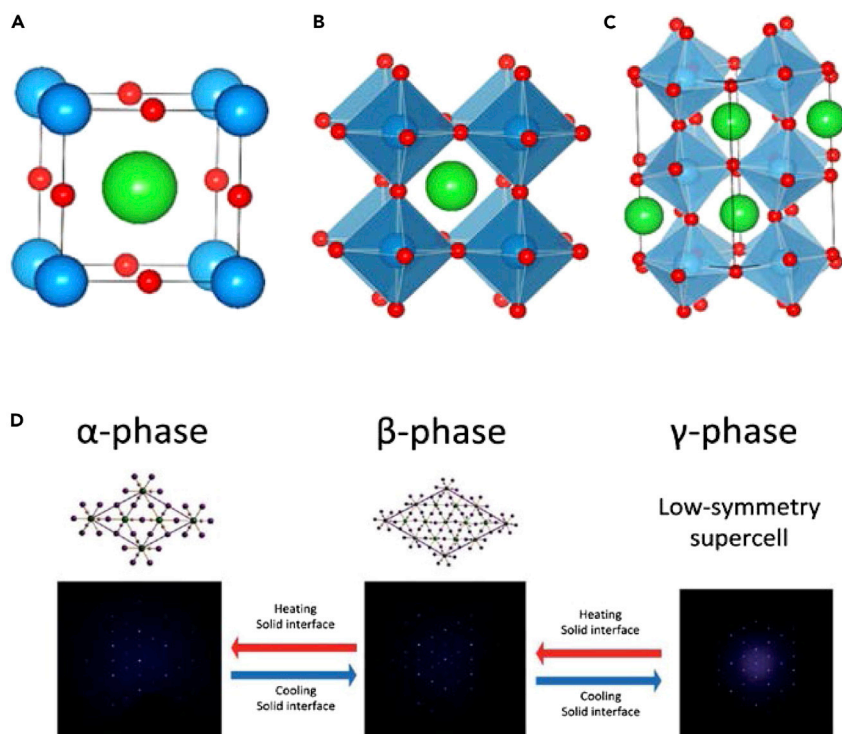 A
B
C
D
α-phase
β-phase
γ-phase
Low-symmetry
supercell
Heating
Solid interface
Cooling
Solid interface
Heating
Solid interface
Cooling
Solid interface